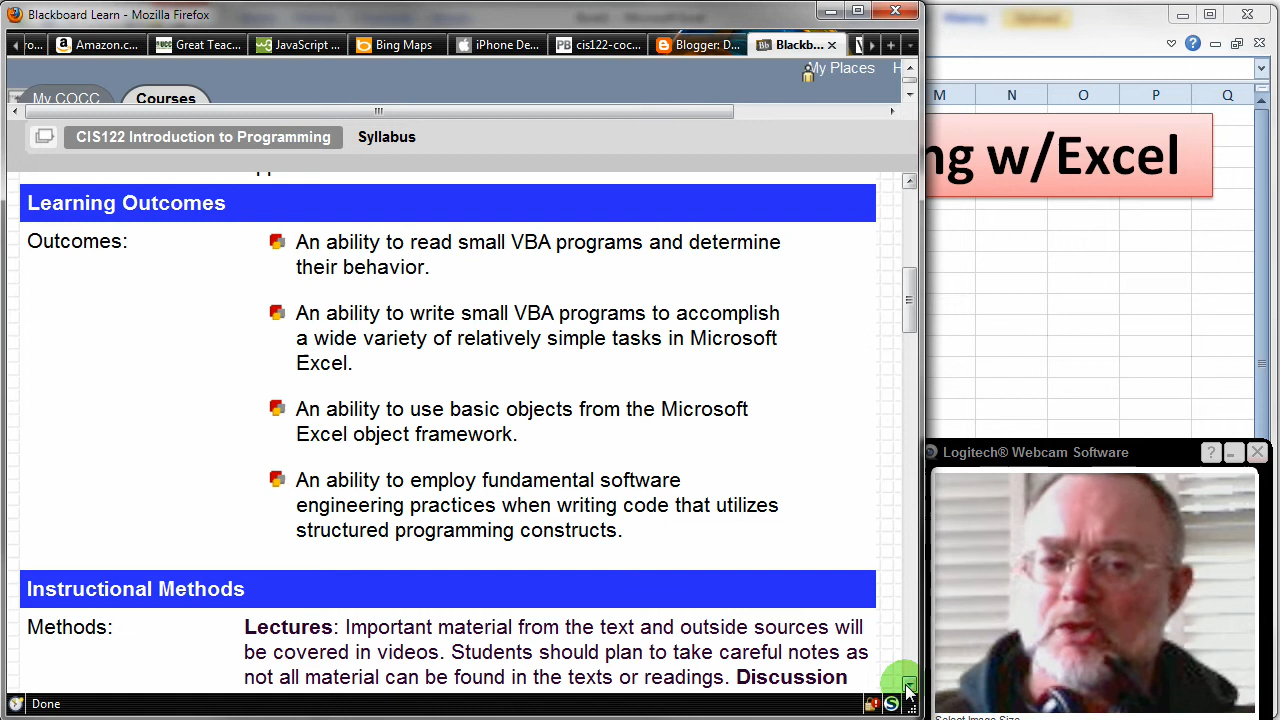 Blackboard Learn - Mozilla Firefox
ro...
Amazon.c...
Great Teac...
JavaScript ...
Bing Maps
iPhone De...
cis122-coc...
Blogger: D...
Blackb...
My Places
H
My COCC
Courses
CIS122 Introduction to Programming
Syllabus
Learning Outcomes
Outcomes:
An ability to read small VBA programs and determine
their behavior.
An ability to write small VBA programs to accomplish
a wide variety of relatively simple tasks in Microsoft
Excel.
An ability to use basic objects from the Microsoft
Excel object framework.
An ability to employ fundamental software
engineering practices when writing code that utilizes
structured programming constructs.
Instructional Methods
Methods:
Lectures: Important material from the text and outside sources will
be covered in videos. Students should plan to take careful notes as
not all material can be found in the texts or readings. Discussion
Done
M N O P Q
ng w/Excel
Logitech® Webcam Software
Select Image Size